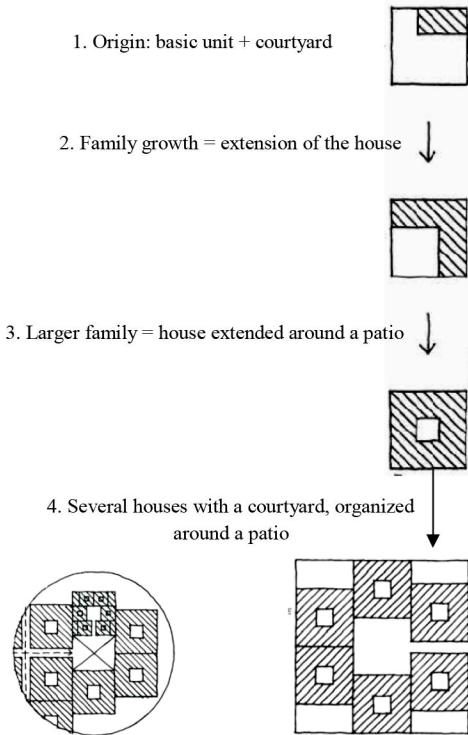 1. Origin: basic unit + courtyard
2. Family growth = extension of the house
3. Larger family = house extended around a patio
4. Several houses with a courtyard, organized
around a patio